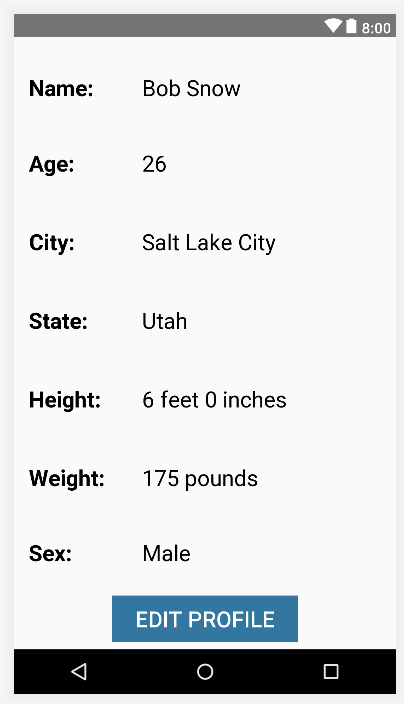 8:00
Name: Bob Snow
Age: 26
City: Salt Lake City
State: Utah
Height: 6 feet 0 inches
Weight: 175 pounds
Sex: Male
EDIT PROFILE